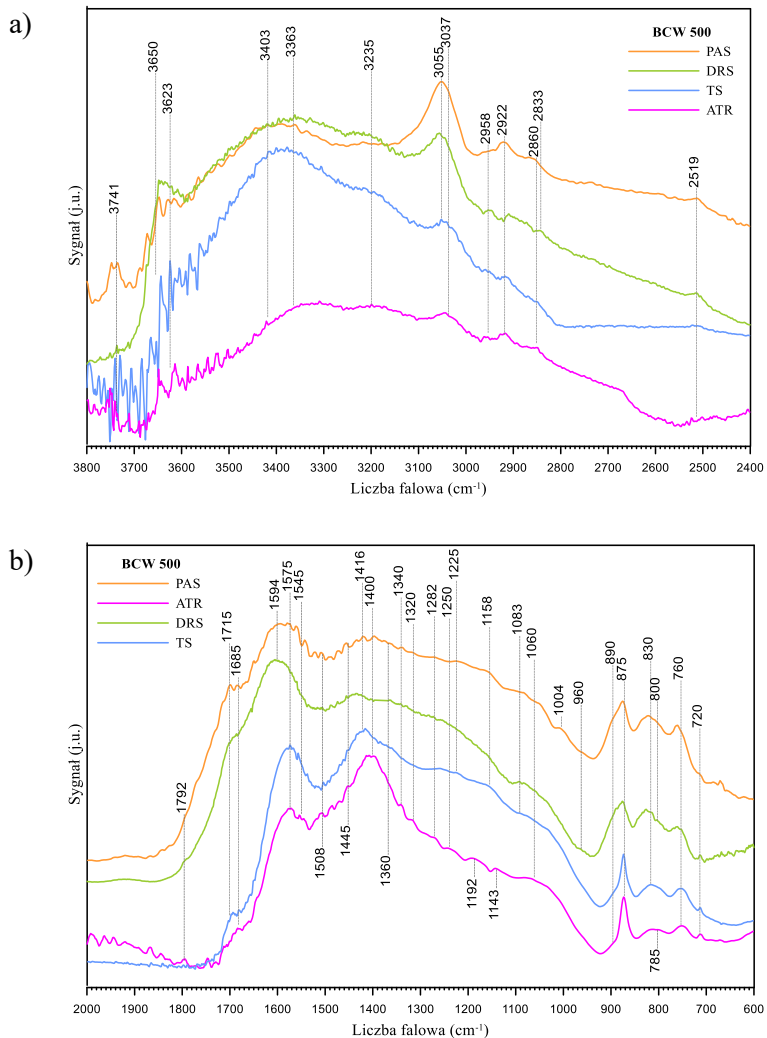 a)
BCW 500
PAS
DRS
TS
ATR
3741
3650
3623
3403
3363
3235
3055
3037
2958
2922
2860
2833
2519
Sygnał (j.u.)
3800 3700 3600 3500 3400 3300 3200 3100 3000 2900 2800 2700 2600 2500 2400
Liczba falowa (cm-1)
b)
BCW 500
PAS
ATR
DRS
TS
1792
1715
1685
1594
1575
1545
1508
1445
1416
1400
1360
1340
1320
1282
1250
1225
1192
1143
1158
1083
1060
1004
960
890
875
830
800
785
760
720
Sygnał (j.u.)
2000 1900 1800 1700 1600 1500 1400 1300 1200 1100 1000 900 800 700 600
Liczba falowa (cm-1)